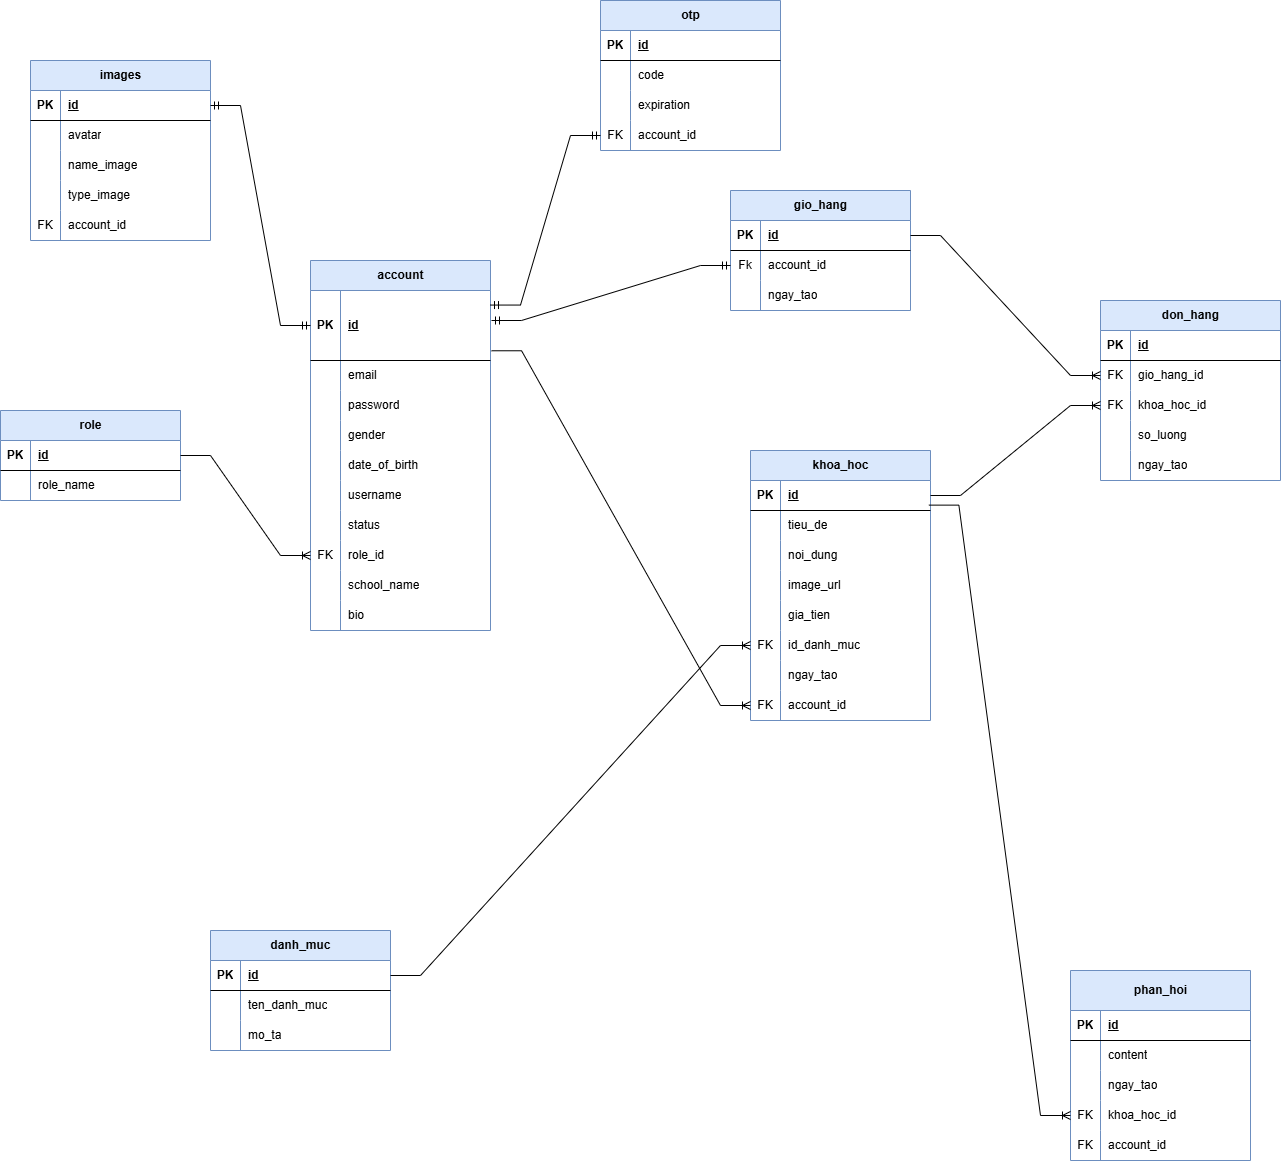 otp
PK id
code
expiration
FK account_id
images
PK id
avatar
name_image
type_image
FK account_id
gio_hang
PK id
Fk account_id
ngay_tao
account
PK id
email
password
gender
date_of_birth
username
status
FK role_id
school_name
bio
don_hang
PK id
FK gio_hang_id
FK khoa_hoc_id
so_luong
ngay_tao
role
PK id
role_name
khoa_hoc
PK id
tieu_de
noi_dung
image_url
gia_tien
FK id_danh_muc
ngay_tao
FK account_id
danh_muc
PK id
ten_danh_muc
mo_ta
phan_hoi
PK id
content
ngay_tao
FK khoa_hoc_id
FK account_id